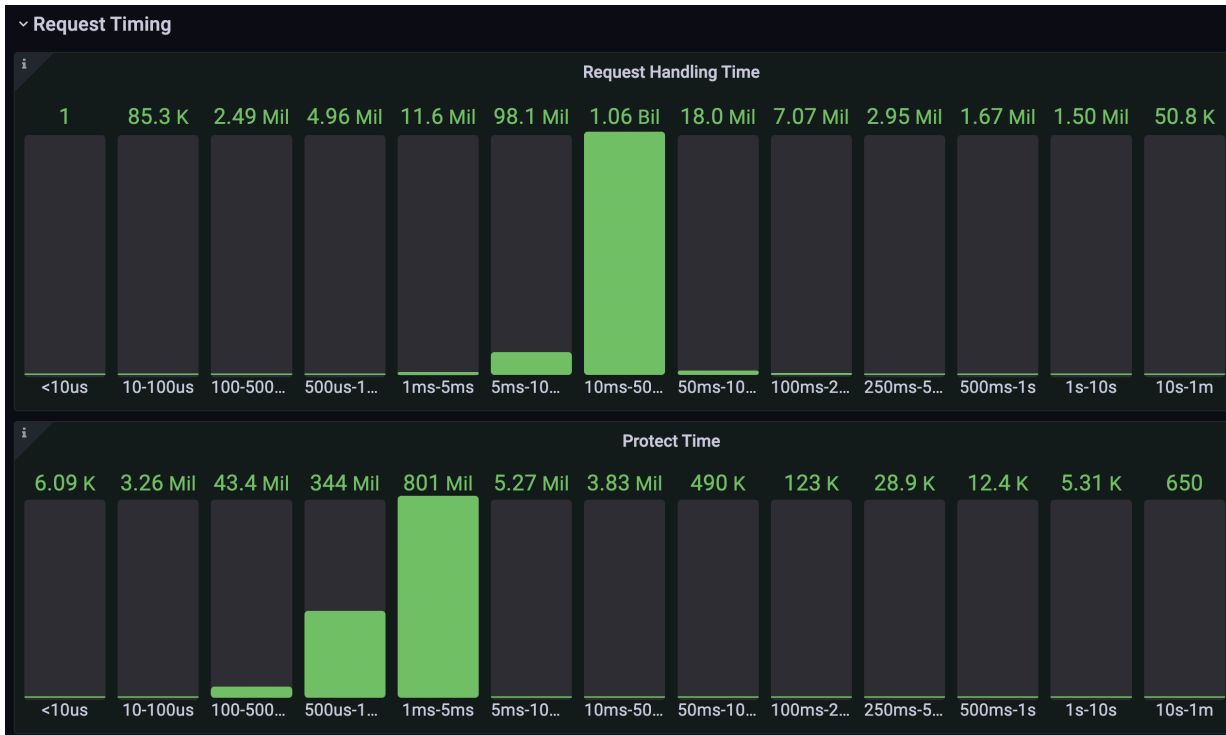 Request Timing
i
Request Handling Time
1 85.3 K 2.49 Mil 4.96 Mil 11.6 Mil 98.1 Mil 1.06 Bil 18.0 Mil 7.07 Mil 2.95 Mil 1.67 Mil 1.50 Mil 50.8 K
<10us 10-100us 100-500... 500us-1... 1ms-5ms 5ms-10... 10ms-50... 50ms-10... 100ms-2... 250ms-5... 500ms-1s 1s-10s 10s-1m
i
Protect Time
6.09 K 3.26 Mil 43.4 Mil 344 Mil 801 Mil 5.27 Mil 3.83 Mil 490 K 123 K 28.9 K 12.4 K 5.31 K 650
<10us 10-100us 100-500... 500us-1... 1ms-5ms 5ms-10... 10ms-50... 50ms-10... 100ms-2... 250ms-5... 500ms-1s 1s-10s 10s-1m